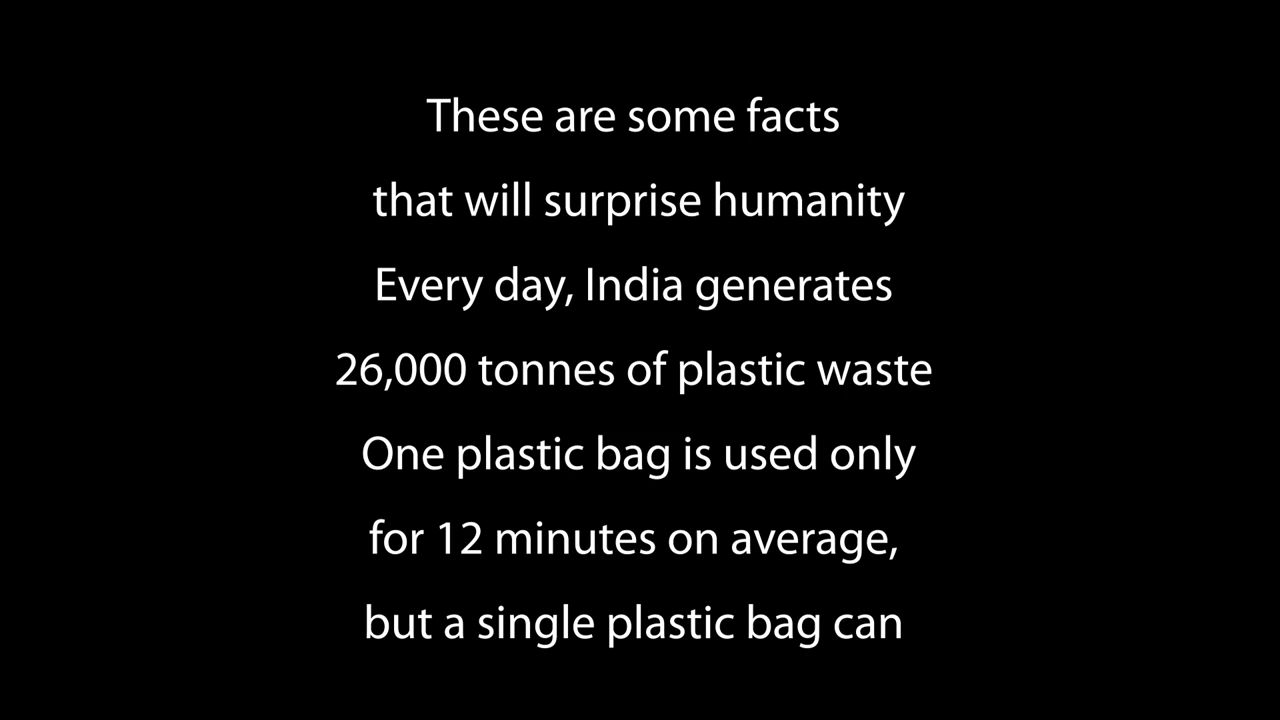 These are some facts
that will surprise humanity
Every day, India generates
26,000 tonnes of plastic waste
One plastic bag is used only
for 12 minutes on average,
but a single plastic bag can